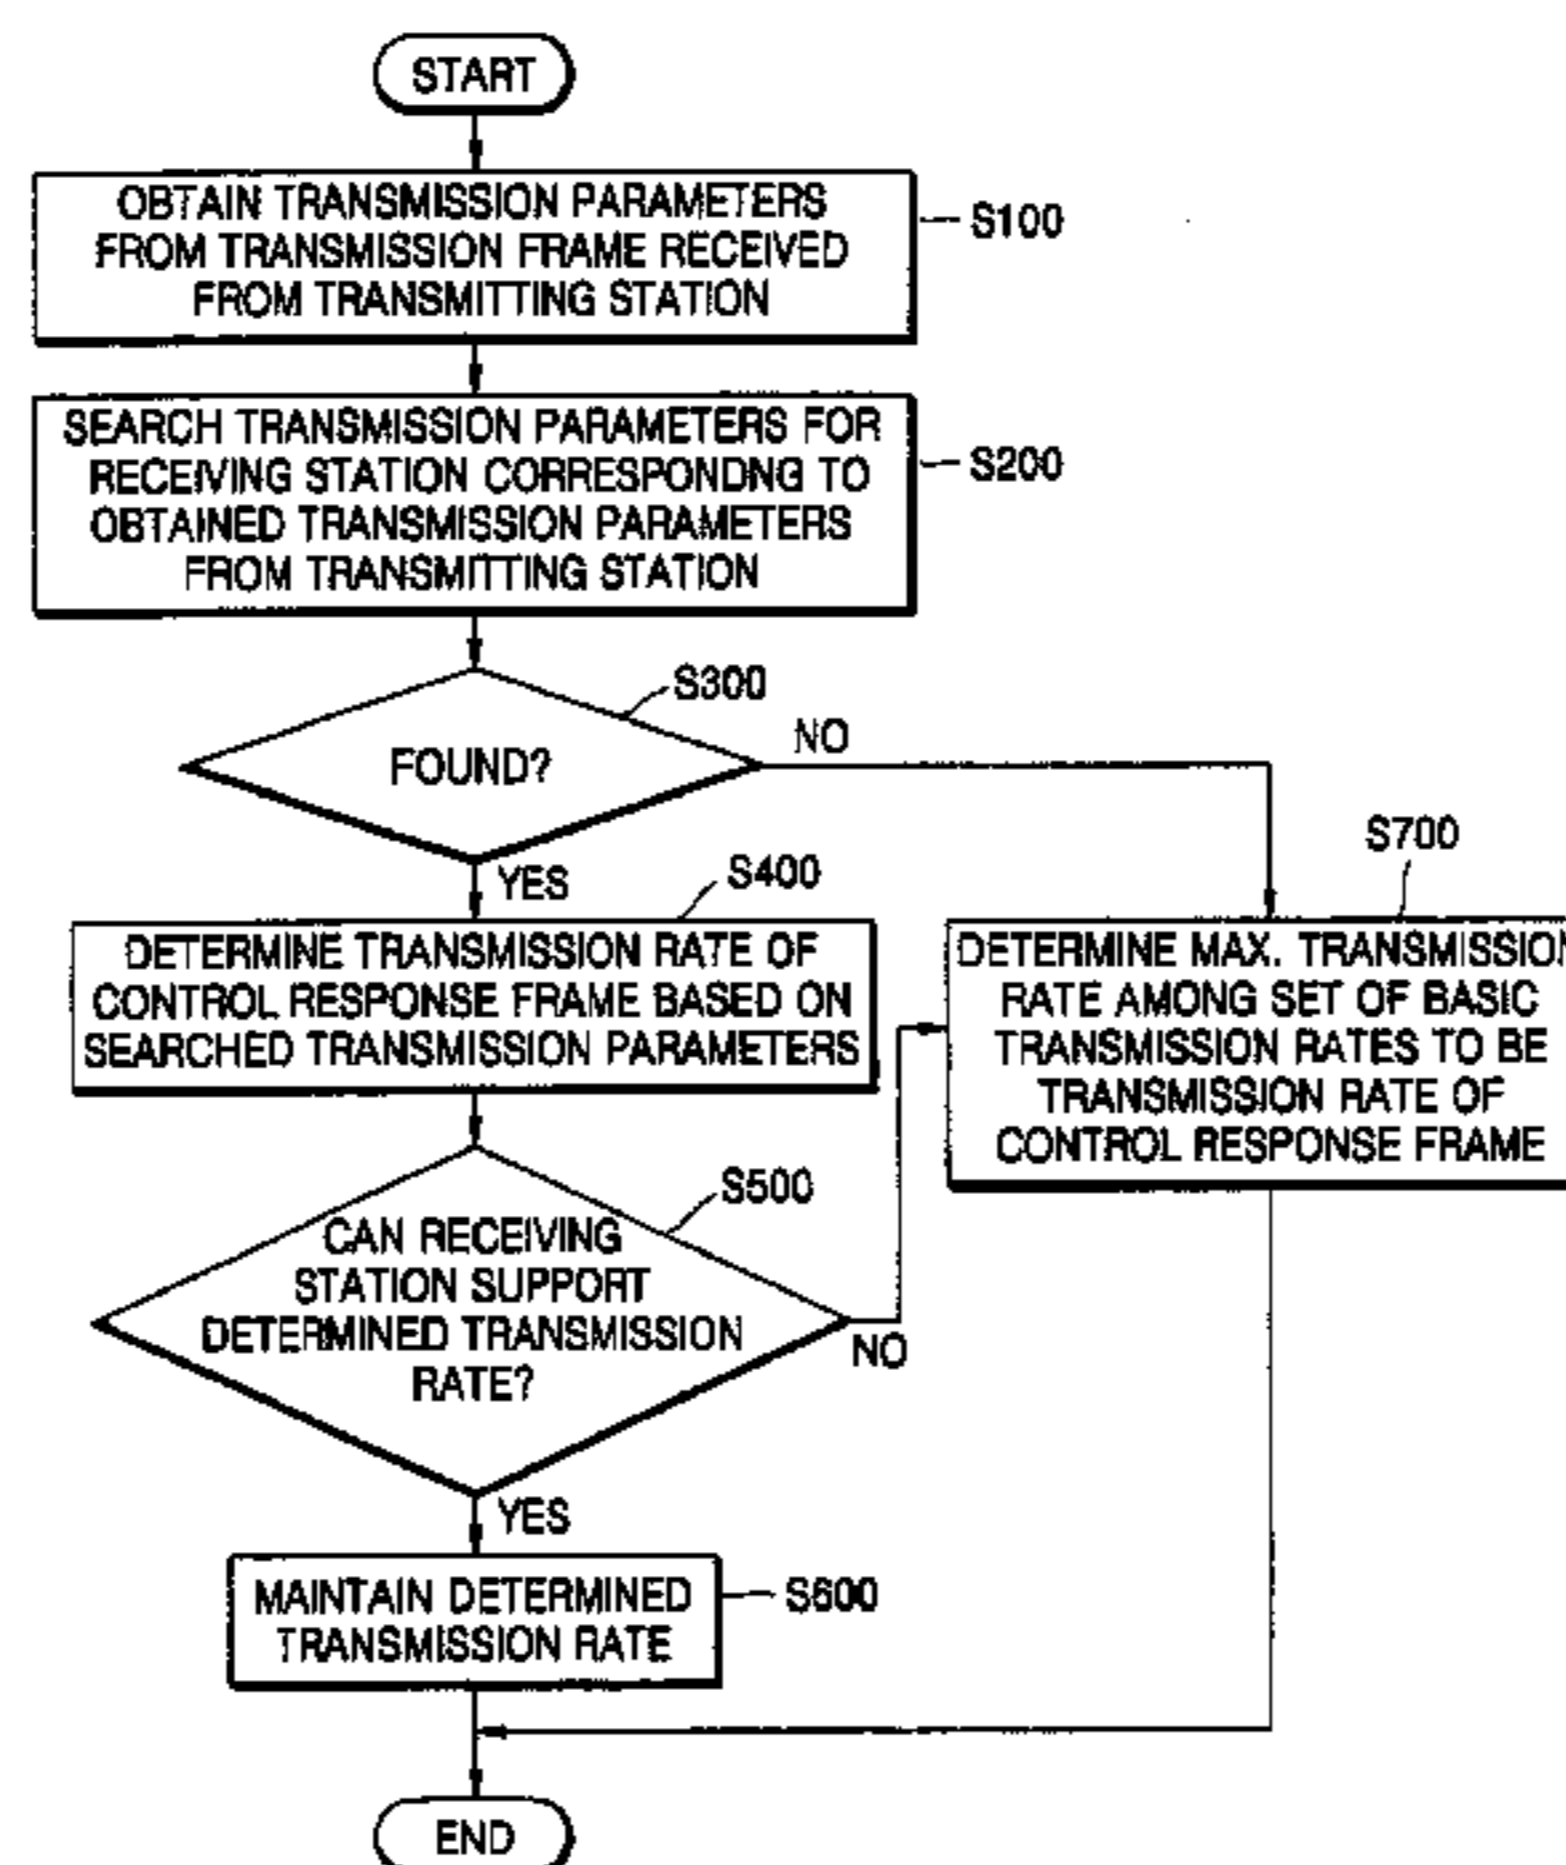 START
OBTAIN TRANSMISSION PARAMETERS
FROM TRANSMISSION FRAME RECEIVED
FROM TRANSMITTING STATION
S100
SEARCH TRANSMISSION PARAMETERS FOR
RECEIVING STATION CORRESPONDNG TO
OBTAINED TRANSMISSION PARAMETERS
FROM TRANSMITTING STATION
S200
S300
FOUND?
NO
YES
S400
DETERMINE TRANSMISSION RATE OF
CONTROL RESPONSE FRAME BASED ON
SEARCHED TRANSMISSION PARAMETERS
S700
DETERMINE MAX. TRANSMISSION
RATE AMONG SET OF BASIC
TRANSMISSION RATES TO BE
TRANSMISSION RATE OF
CONTROL RESPONSE FRAME
S500
CAN RECEIVING
STATION SUPPORT
DETERMINED TRANSMISSION
RATE?
NO
YES
MAINTAIN DETERMINED
TRANSMISSION RATE
S600
END